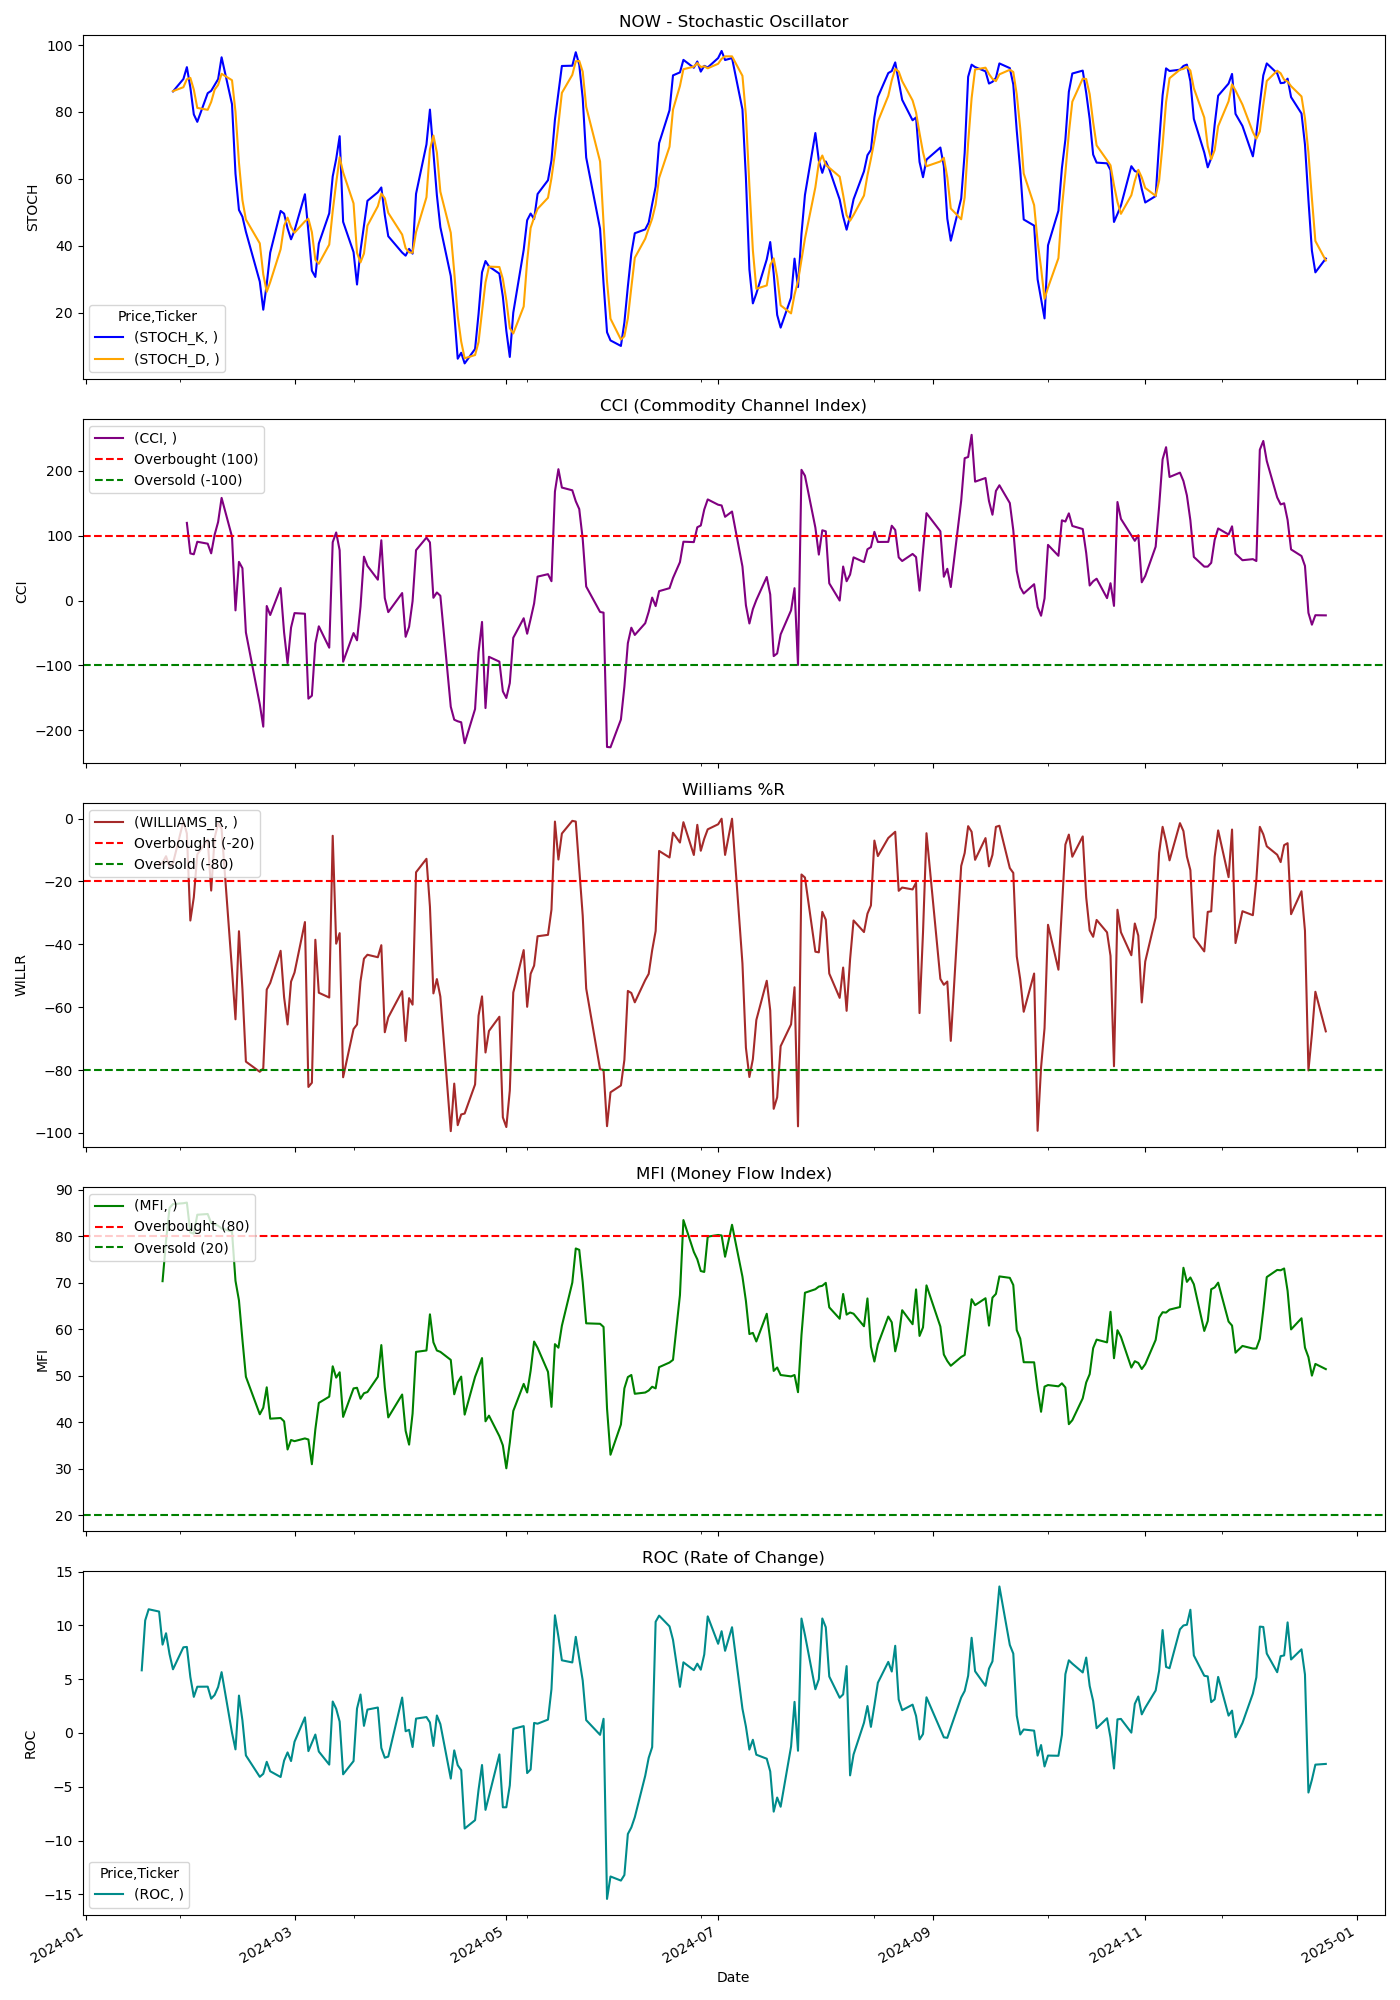 NOW - Stochastic Oscillator
100
80
60
40
20
STOCH
Price,Ticker
(STOCH_K, )
(STOCH_D, )
CCI (Commodity Channel Index)
200
100
0
−100
−200
CCI
(CCI, )
Overbought (100)
Oversold (-100)
Williams %R
0
−20
−40
−60
−80
−100
WILLR
(WILLIAMS_R, )
Overbought (-20)
Oversold (-80)
MFI (Money Flow Index)
90
80
70
60
50
40
30
20
MFI
(MFI, )
Overbought (80)
Oversold (20)
ROC (Rate of Change)
15
10
5
0
−5
−10
−15
ROC
Price,Ticker
(ROC, )
2024-01
2024-03
2024-05
2024-07
2024-09
2024-11
2025-01
Date